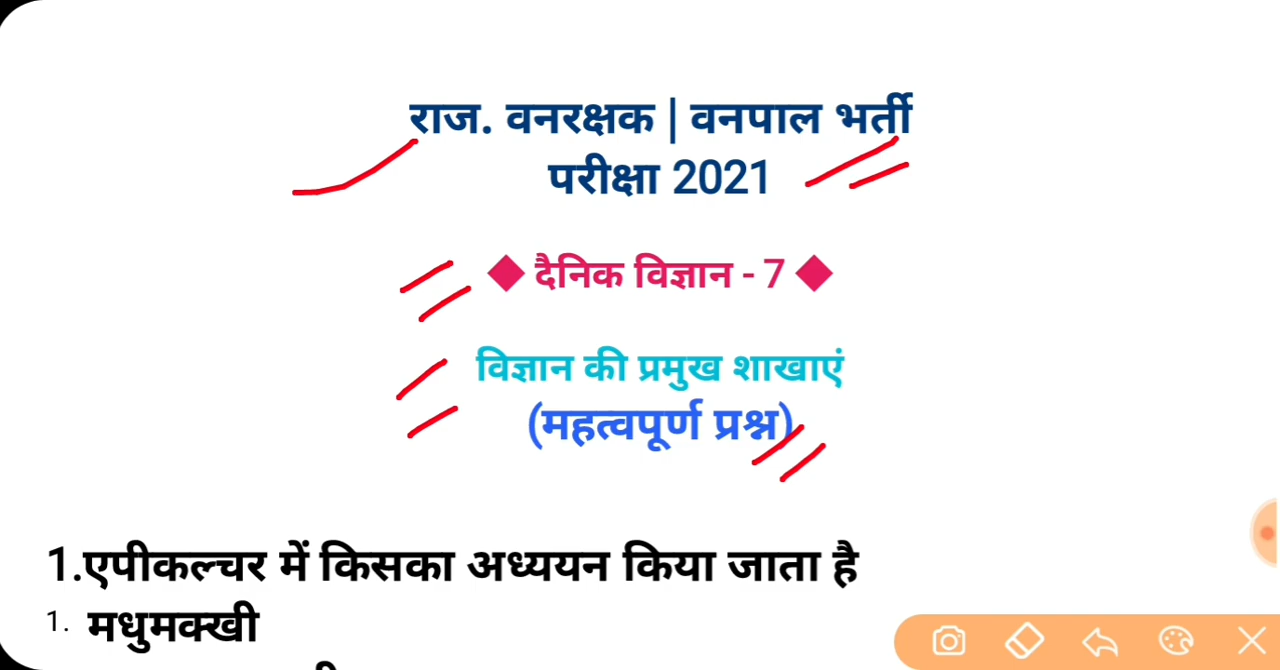 राज. वनरक्षक | वनपाल भर्ती
परीक्षा 2021
◆ दैनिक विज्ञान - 7 ◆
विज्ञान की प्रमुख शाखाएं
(महत्वपूर्ण प्रश्न)
1.एपीकल्चर में किसका अध्ययन किया जाता है
1. मधुमक्खी